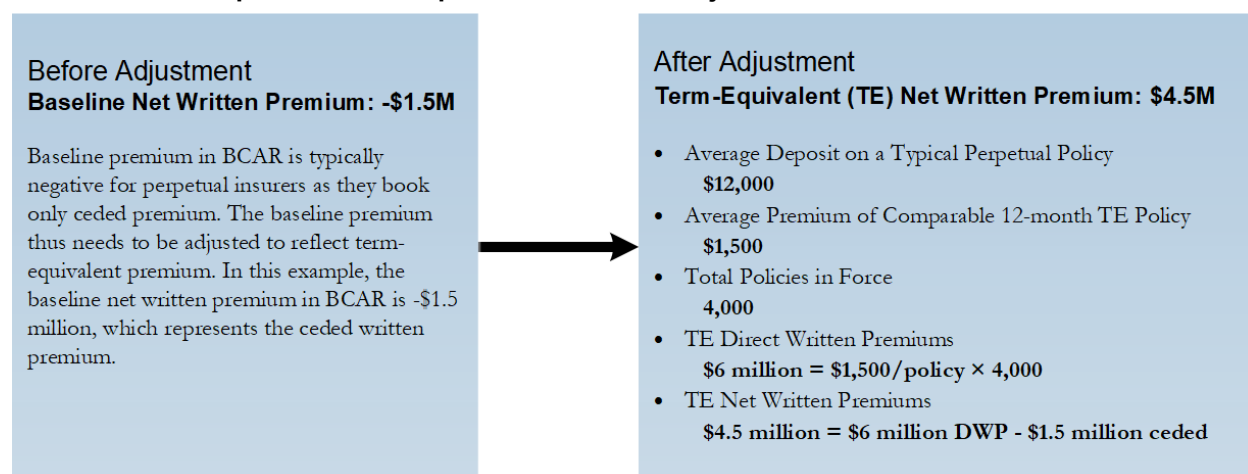 Before Adjustment
Baseline Net Written Premium: -$1.5M
Baseline premium in BCAR is typically
negative for perpetual insurers as they book
only ceded premium. The baseline premium
thus needs to be adjusted to reflect term-
equivalent premium. In this example, the
baseline net written premium in BCAR is -$1.5
million, which represents the ceded written
premium.
After Adjustment
Term-Equivalent (TE) Net Written Premium: $4.5M
• Average Deposit on a Typical Perpetual Policy
$12,000
• Average Premium of Comparable 12-month TE Policy
$1,500
• Total Policies in Force
4,000
• TE Direct Written Premiums
$6 million = $1,500/policy × 4,000
• TE Net Written Premiums
$4.5 million = $6 million DWP - $1.5 million ceded